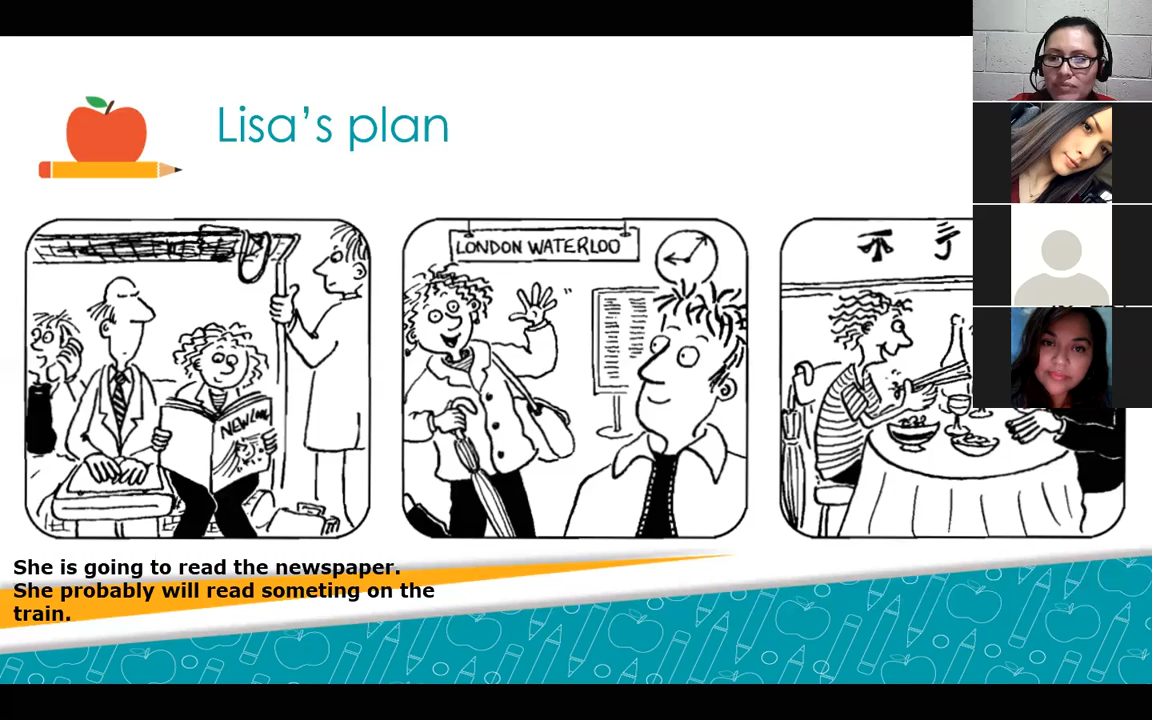 Lisa's plan
LONDON WATERLOO
NEW LOOK
She is going to read the newspaper.
She probably will read someting on the
train.